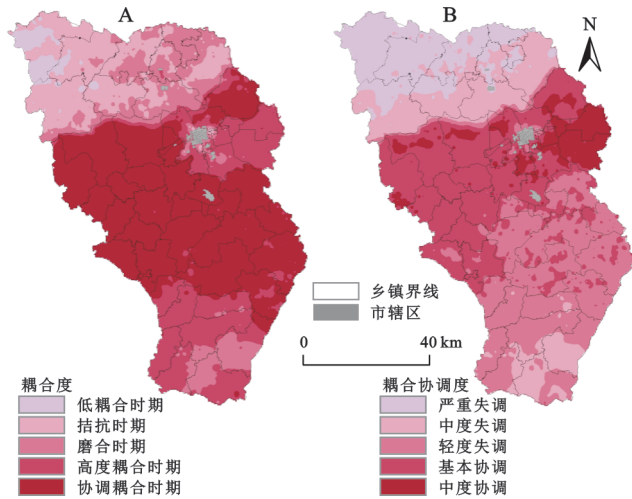 A
B
N
乡镇界线
市辖区
0 40 km
耦合度
低耦合时期
拮抗时期
磨合时期
高度耦合时期
协调耦合时期
耦合协调度
严重失调
中度失调
轻度失调
基本协调
中度协调